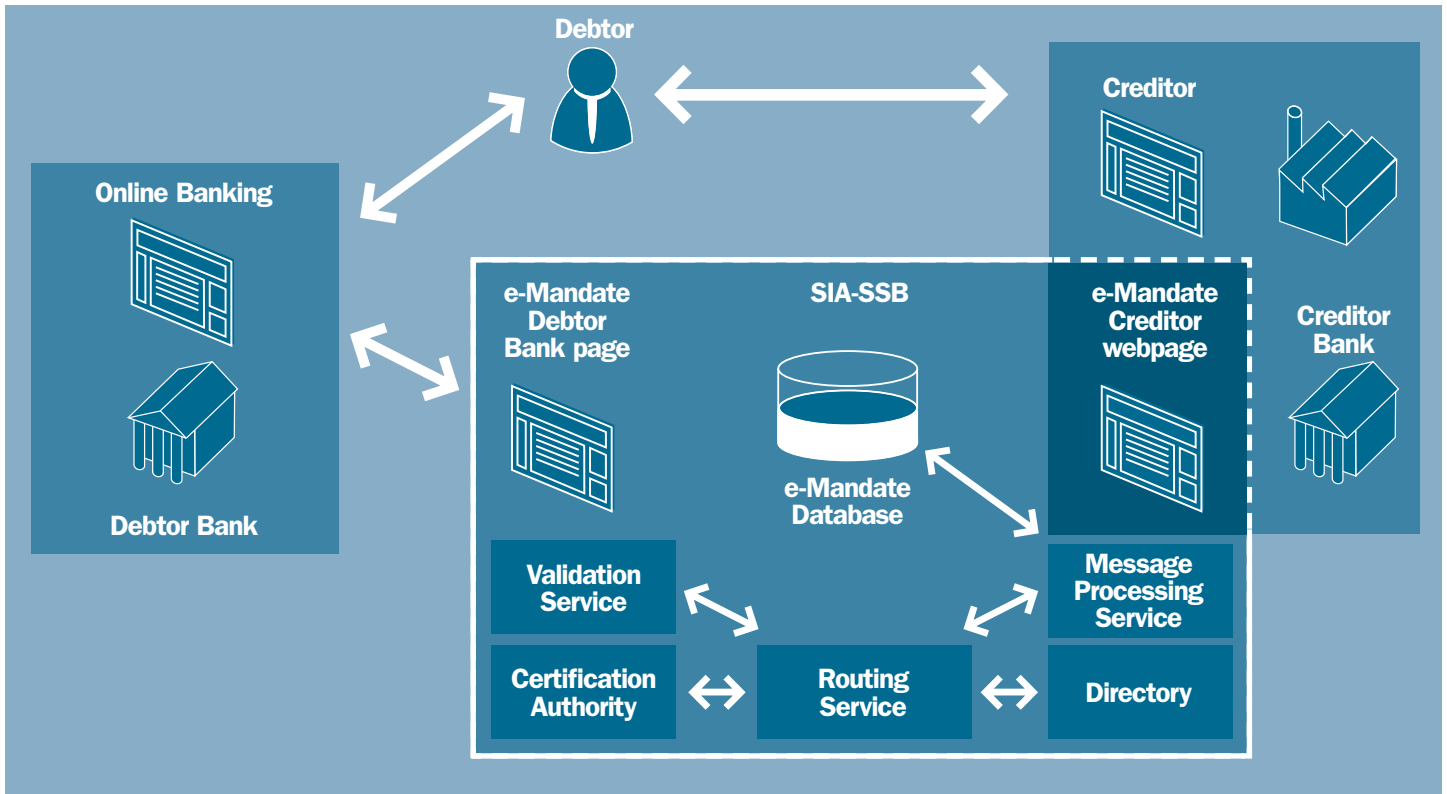 Debtor
Creditor
Online Banking
Debtor Bank
e-Mandate
Debtor
Bank page
SIA-SSB
e-Mandate
Creditor
webpage
Creditor
Bank
e-Mandate
Database
Validation
Service
Message
Processing
Service
Certification
Authority
Routing
Service
Directory